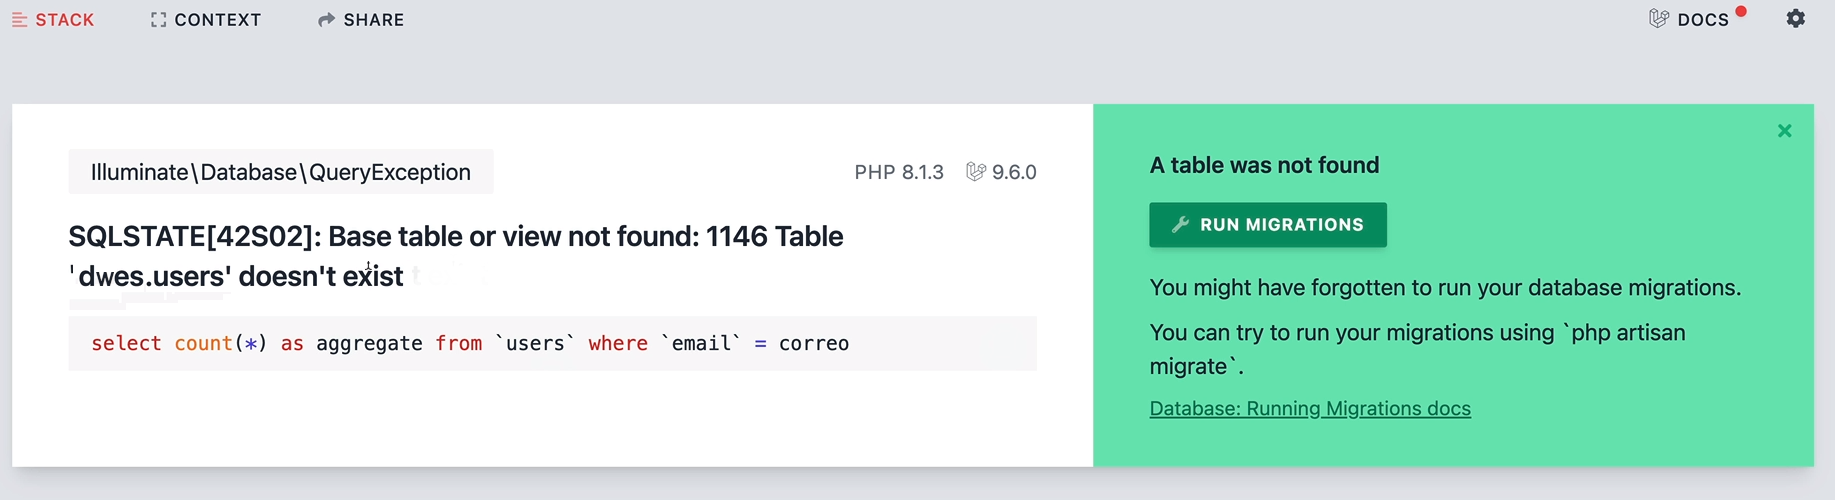 STACK CONTEXT SHARE DOCS
Illuminate\Database\QueryException PHP 8.1.3 9.6.0
SQLSTATE[42S02]: Base table or view not found: 1146 Table
'dwes.users' doesn't exist
select count(*) as aggregate from `users` where `email` = correo
A table was not found
RUN MIGRATIONS
You might have forgotten to run your database migrations.
You can try to run your migrations using `php artisan
migrate`.
Database: Running Migrations docs